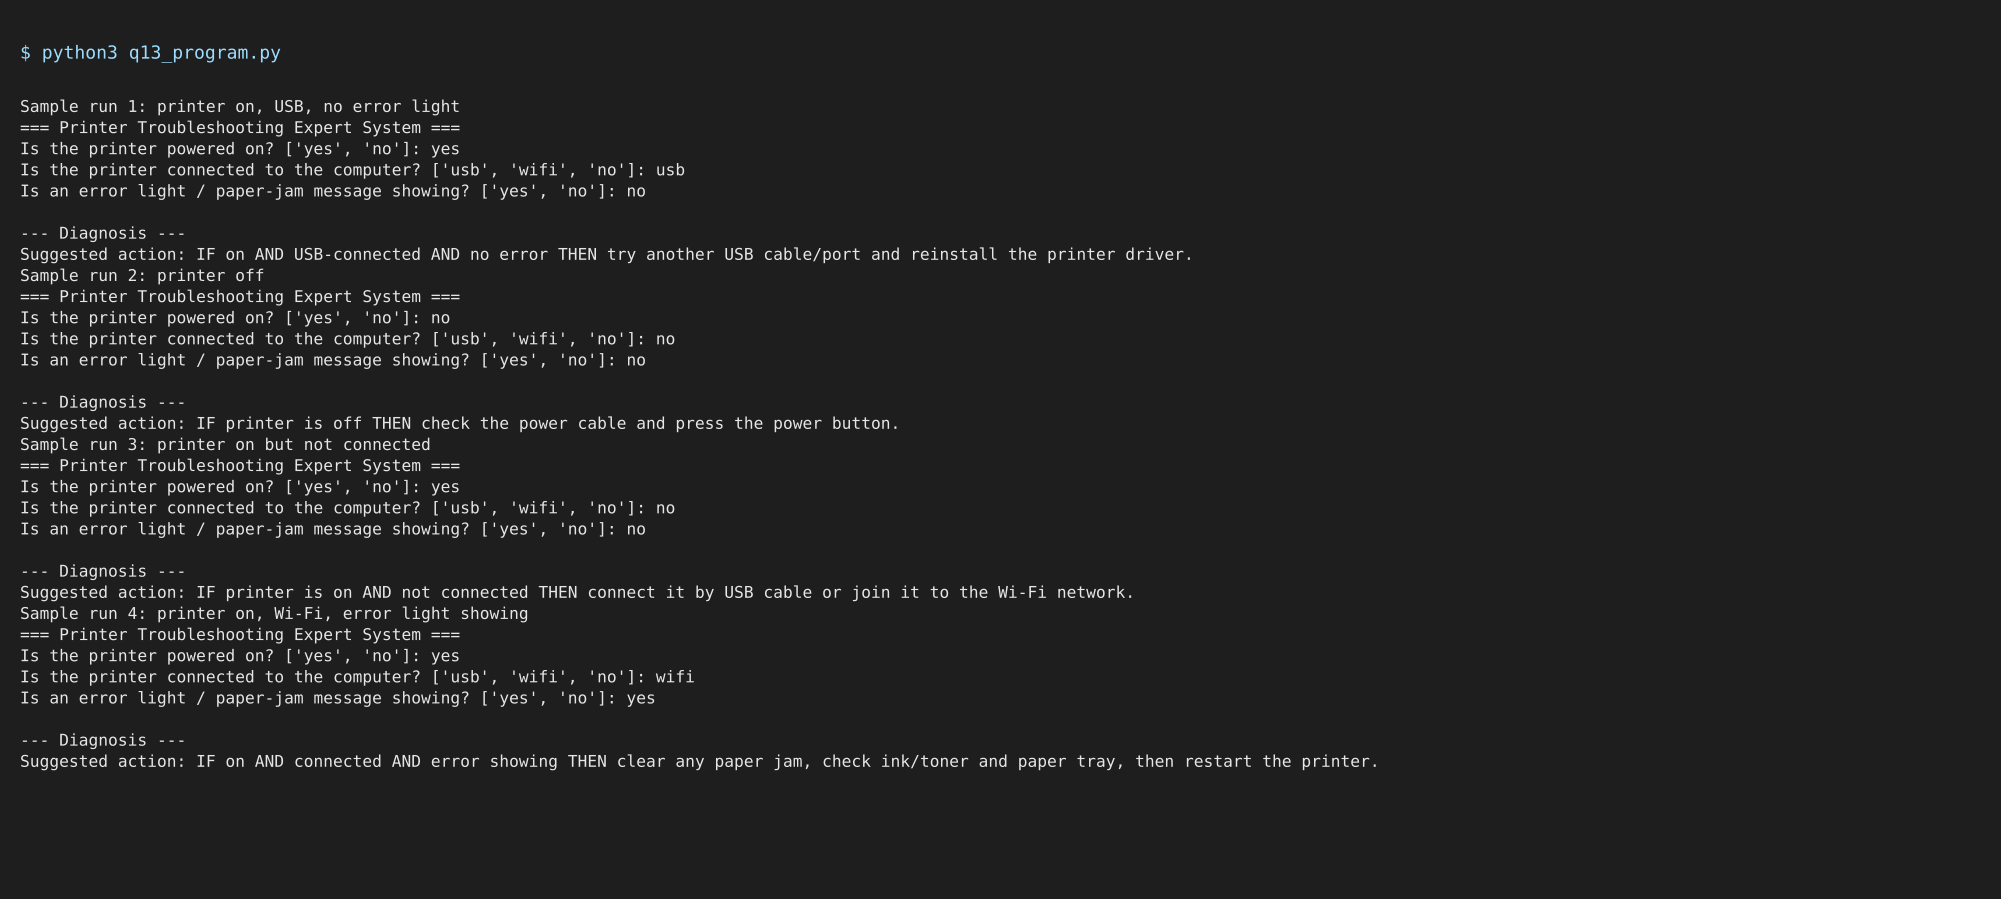 $ python3 q13_program.py
Sample run 1: printer on, USB, no error light
=== Printer Troubleshooting Expert System ===
Is the printer powered on? ['yes', 'no']: yes
Is the printer connected to the computer? ['usb', 'wifi', 'no']: usb
Is an error light / paper-jam message showing? ['yes', 'no']: no
--- Diagnosis ---
Suggested action: IF on AND USB-connected AND no error THEN try another USB cable/port and reinstall the printer driver.
Sample run 2: printer off
=== Printer Troubleshooting Expert System ===
Is the printer powered on? ['yes', 'no']: no
Is the printer connected to the computer? ['usb', 'wifi', 'no']: no
Is an error light / paper-jam message showing? ['yes', 'no']: no
--- Diagnosis ---
Suggested action: IF printer is off THEN check the power cable and press the power button.
Sample run 3: printer on but not connected
=== Printer Troubleshooting Expert System ===
Is the printer powered on? ['yes', 'no']: yes
Is the printer connected to the computer? ['usb', 'wifi', 'no']: no
Is an error light / paper-jam message showing? ['yes', 'no']: no
--- Diagnosis ---
Suggested action: IF printer is on AND not connected THEN connect it by USB cable or join it to the Wi-Fi network.
Sample run 4: printer on, Wi-Fi, error light showing
=== Printer Troubleshooting Expert System ===
Is the printer powered on? ['yes', 'no']: yes
Is the printer connected to the computer? ['usb', 'wifi', 'no']: wifi
Is an error light / paper-jam message showing? ['yes', 'no']: yes
--- Diagnosis ---
Suggested action: IF on AND connected AND error showing THEN clear any paper jam, check ink/toner and paper tray, then restart the printer.